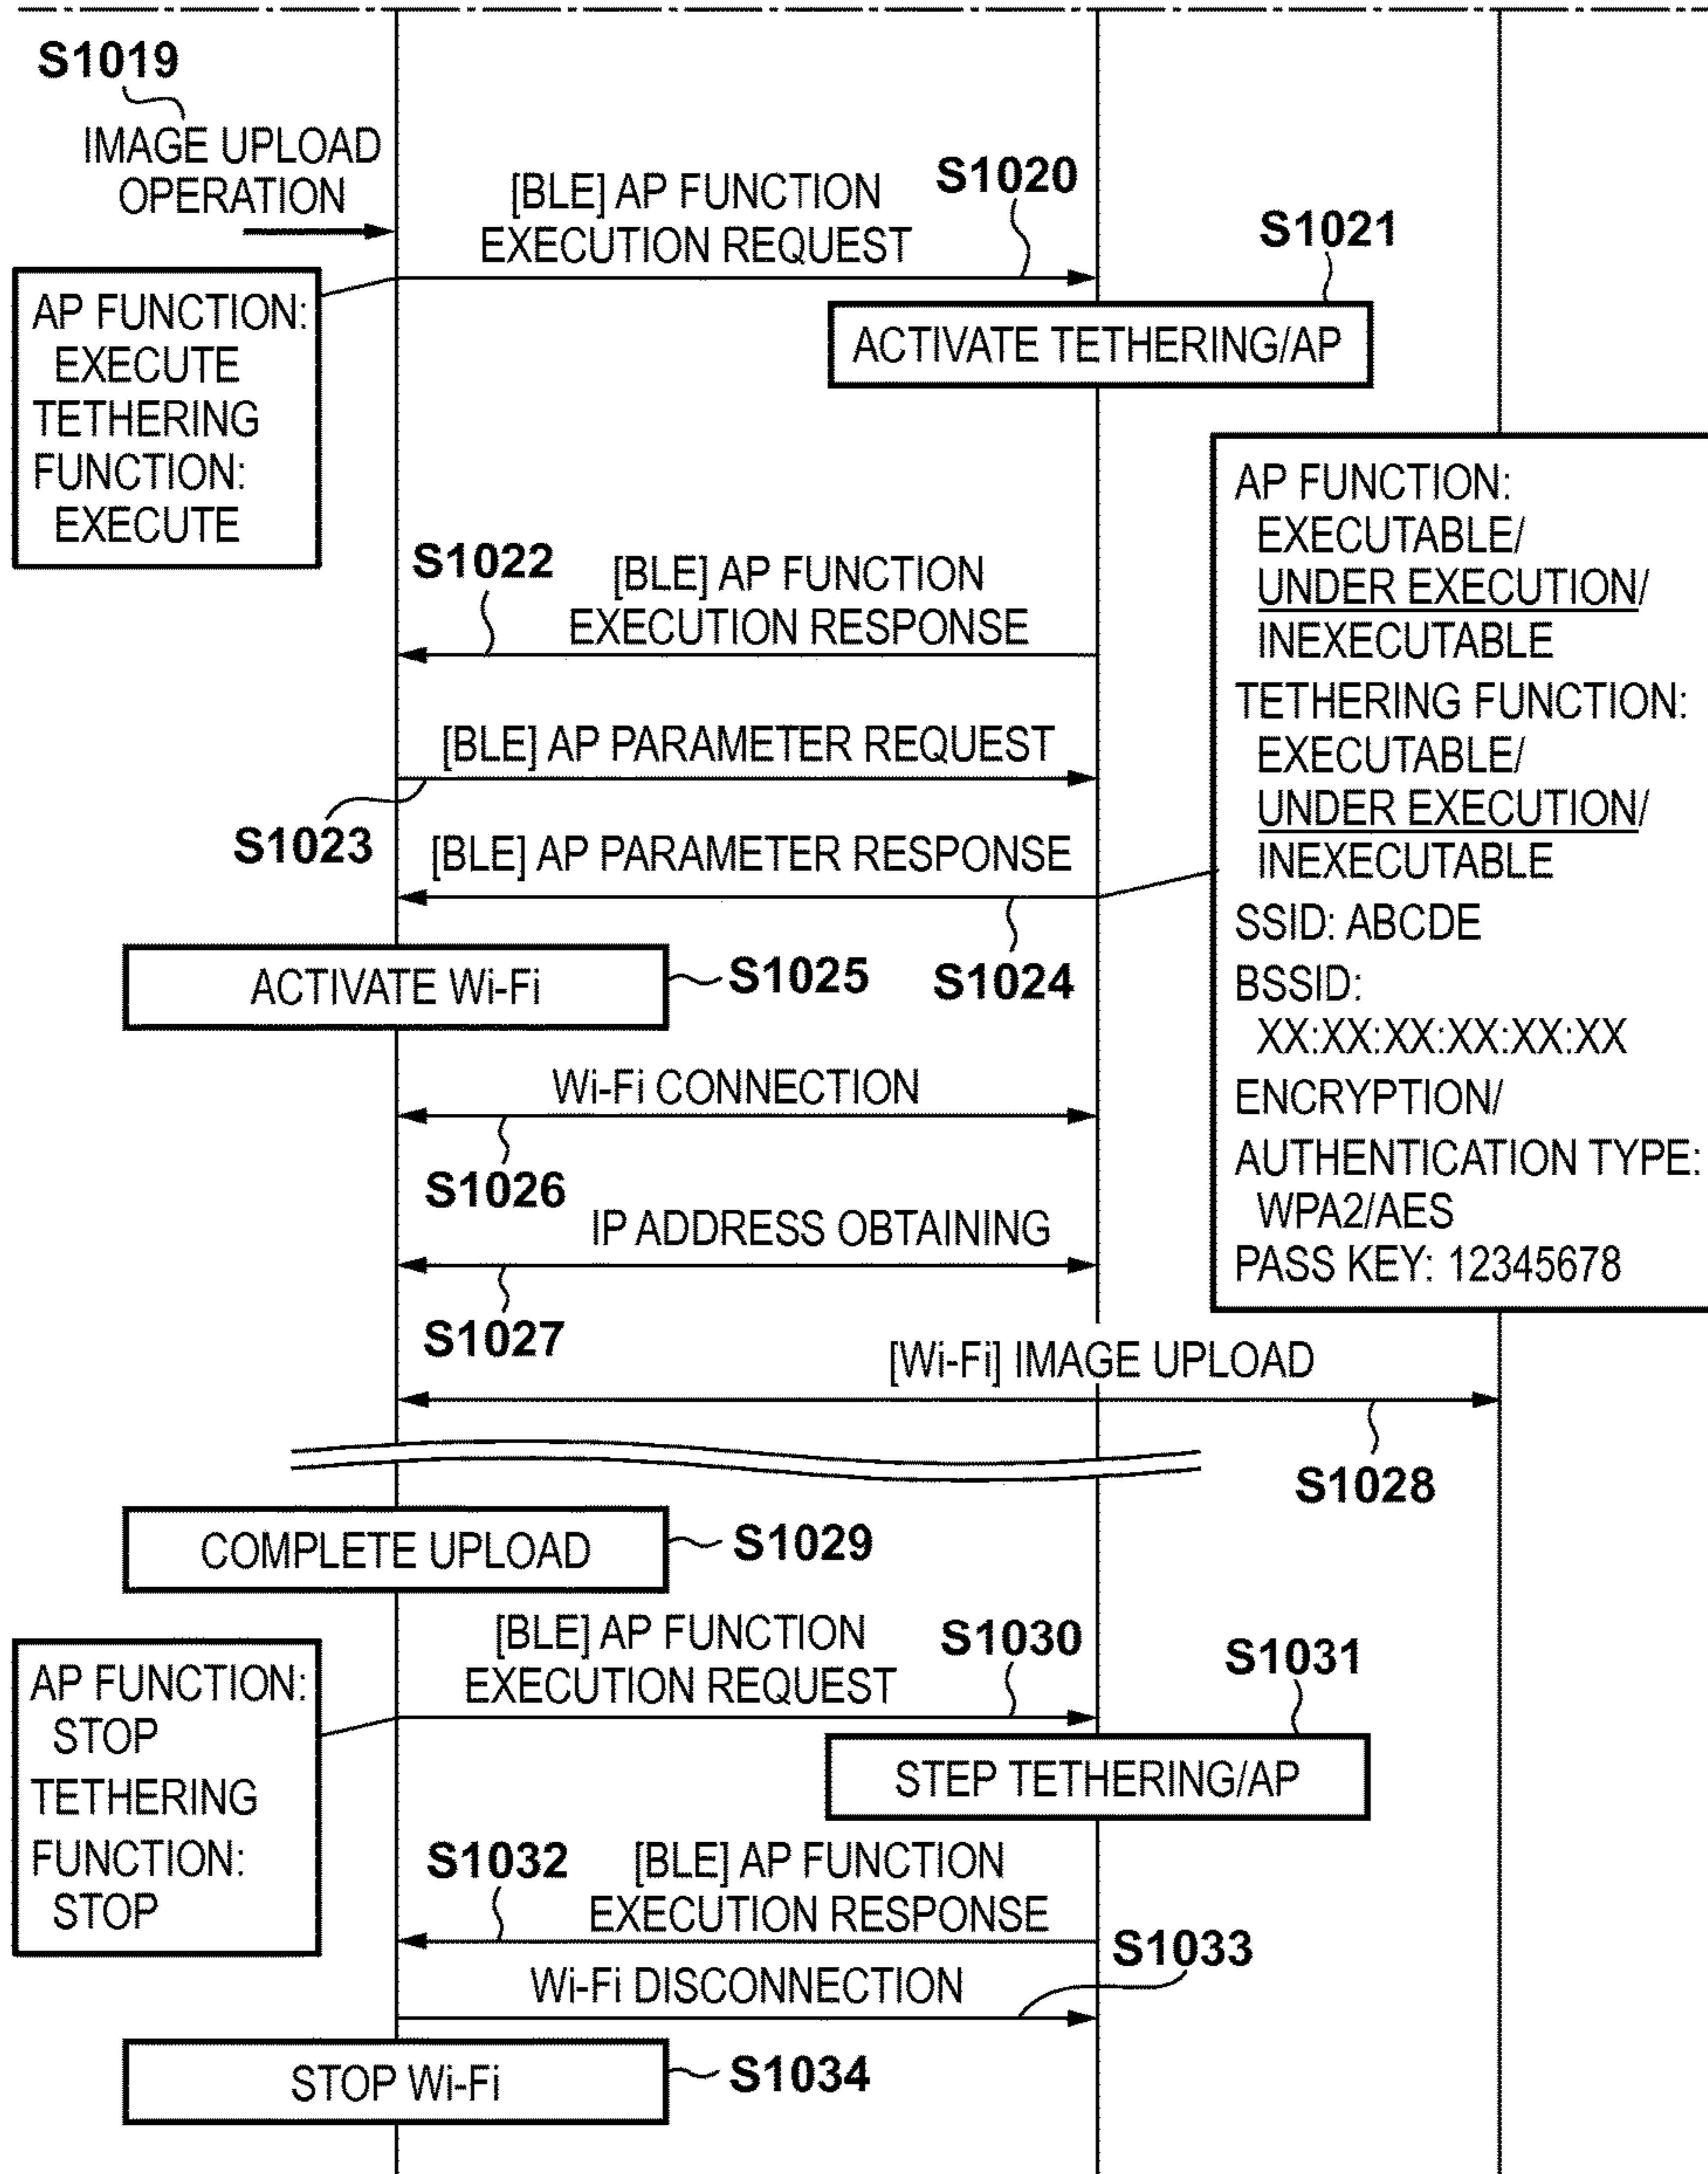 S1019
IMAGE UPLOAD
OPERATION
[BLE] AP FUNCTION
EXECUTION REQUEST
S1020
S1021
ACTIVATE TETHERING/AP
AP FUNCTION:
EXECUTE
TETHERING
FUNCTION:
EXECUTE
AP FUNCTION:
EXECUTABLE/
UNDER EXECUTION/
INEXECUTABLE
TETHERING FUNCTION:
EXECUTABLE/
UNDER EXECUTION/
INEXECUTABLE
SSID: ABCDE
BSSID:
XX:XX:XX:XX:XX:XX
ENCRYPTION/
AUTHENTICATION TYPE:
WPA2/AES
PASS KEY: 12345678
S1022
[BLE] AP FUNCTION
EXECUTION RESPONSE
[BLE] AP PARAMETER REQUEST
S1023
[BLE] AP PARAMETER RESPONSE
S1024
ACTIVATE Wi-Fi
S1025
Wi-Fi CONNECTION
S1026
IP ADDRESS OBTAINING
S1027
[Wi-Fi] IMAGE UPLOAD
S1028
COMPLETE UPLOAD
S1029
[BLE] AP FUNCTION
EXECUTION REQUEST
S1030
S1031
AP FUNCTION:
STOP
TETHERING
FUNCTION:
STOP
STEP TETHERING/AP
S1032
[BLE] AP FUNCTION
EXECUTION RESPONSE
S1033
Wi-Fi DISCONNECTION
STOP Wi-Fi
S1034